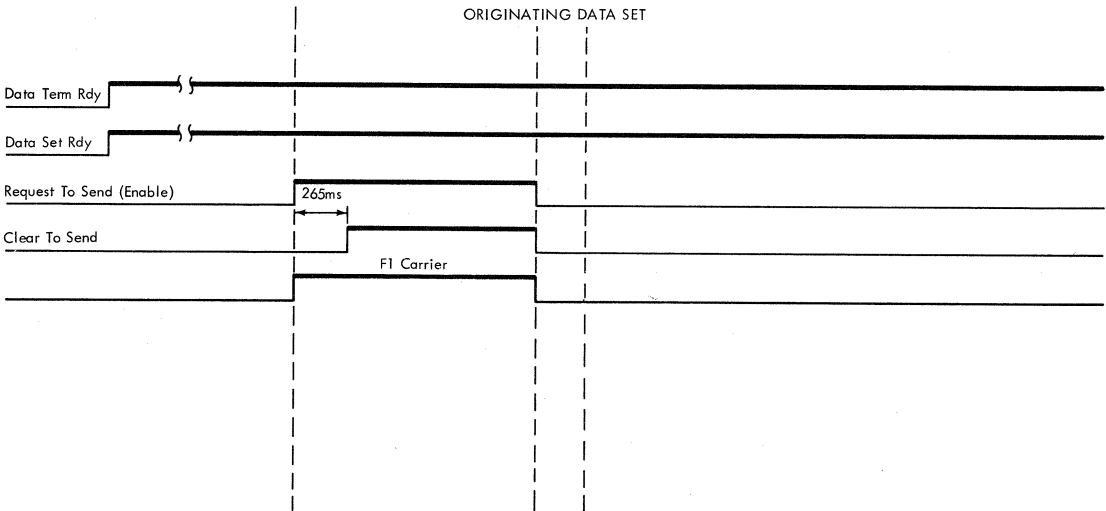 ORIGINATING DATA SET
Data Term Rdy
Data Set Rdy
Request To Send (Enable)
265ms
Clear To Send
F1 Carrier